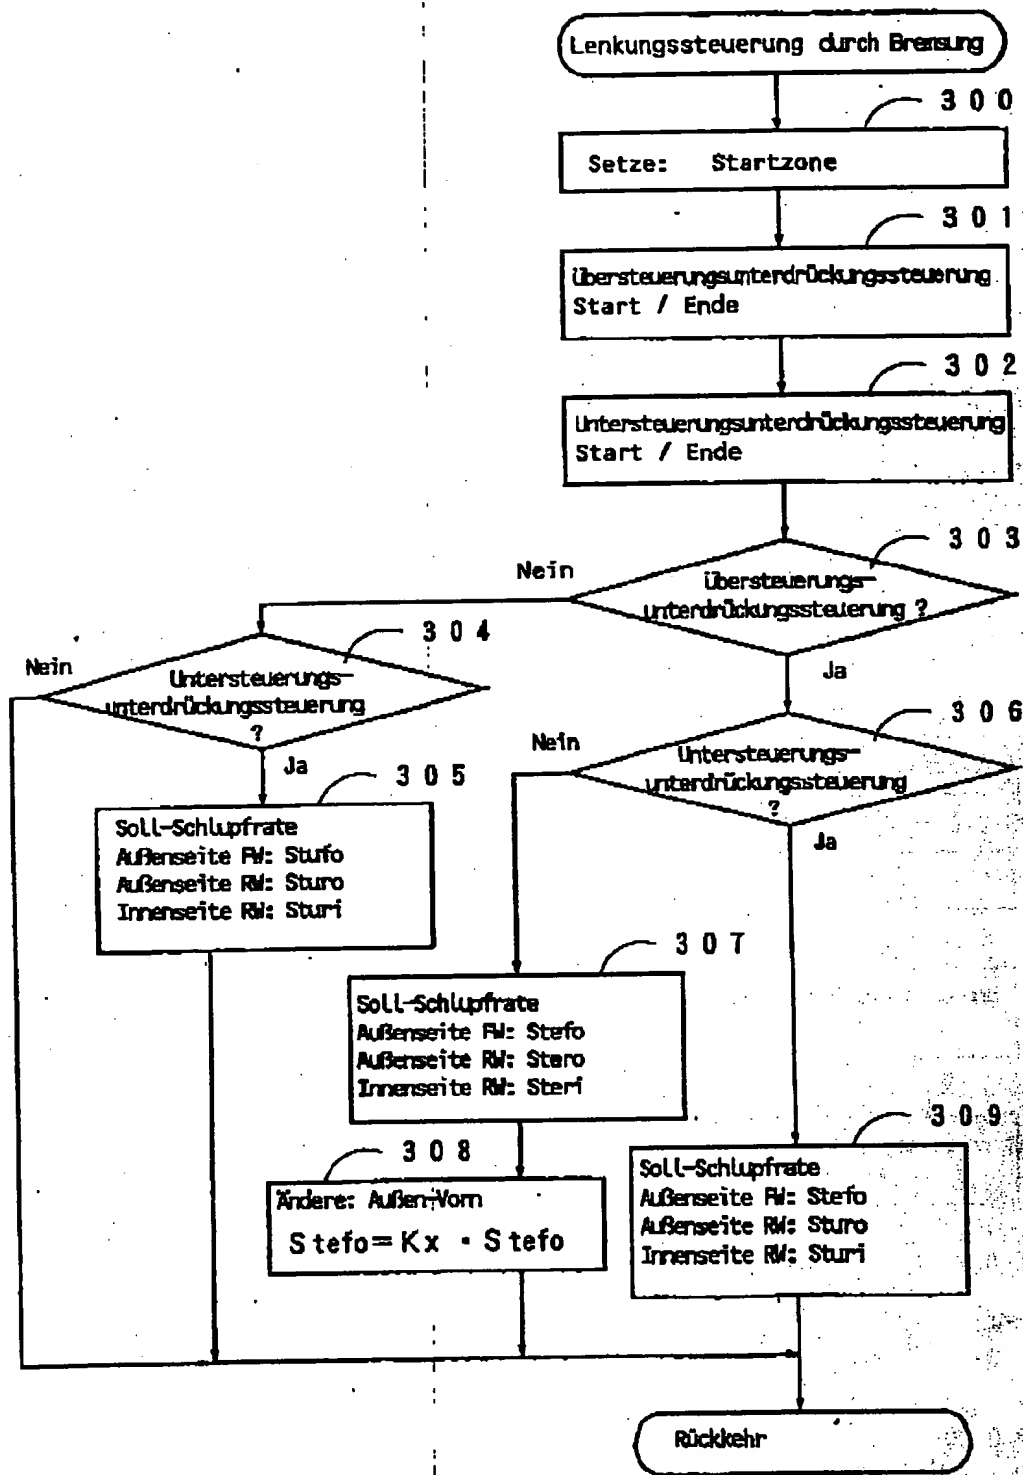 Lenkungssteuerung durch Bremsung
300
Setze: Startzone
301
Übersteuerungsunterdrückungssteuerung
Start / Ende
302
Untersteuerungsunterdrückungssteuerung
Start / Ende
303
Nein
Übersteuerungs-
unterdrückungssteuerung ?
Ja
304
Nein
Untersteuerungs-
unterdrückungssteuerung
?
Ja
306
Nein
Untersteuerungs-
unterdrückungssteuerung
?
Ja
305
Soll-Schlupfrate
Außenseite FW: Stufo
Außenseite RW: Sturo
Innenseite RW: Sturi
307
Soll-Schlupfrate
Außenseite FW: Stefo
Außenseite RW: Stero
Innenseite RW: Steri
308
Ändere: Außen-Vorn
Stefo = Kx · Stefo
309
Soll-Schlupfrate
Außenseite FW: Stefo
Außenseite RW: Sturo
Innenseite RW: Sturi
Rückkehr